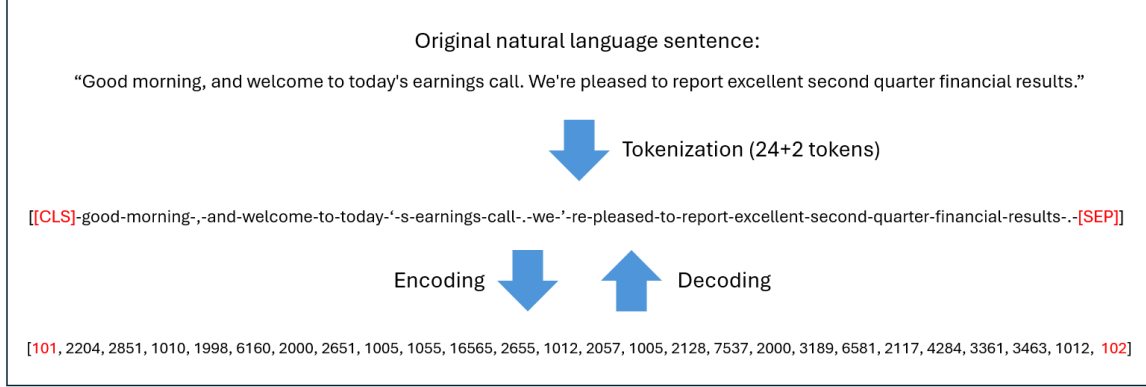 Original natural language sentence:
“Good morning, and welcome to today's earnings call. We're pleased to report excellent second quarter financial results.”
Tokenization (24+2 tokens)
[[CLS]-good-morning-,-and-welcome-to-today-‘-s-earnings-call-.-we-’-re-pleased-to-report-excellent-second-quarter-financial-results-.-[SEP]]
Encoding
Decoding
[101, 2204, 2851, 1010, 1998, 6160, 2000, 2651, 1005, 1055, 16565, 2655, 1012, 2057, 1005, 2128, 7537, 2000, 3189, 6581, 2117, 4284, 3361, 3463, 1012, 102]